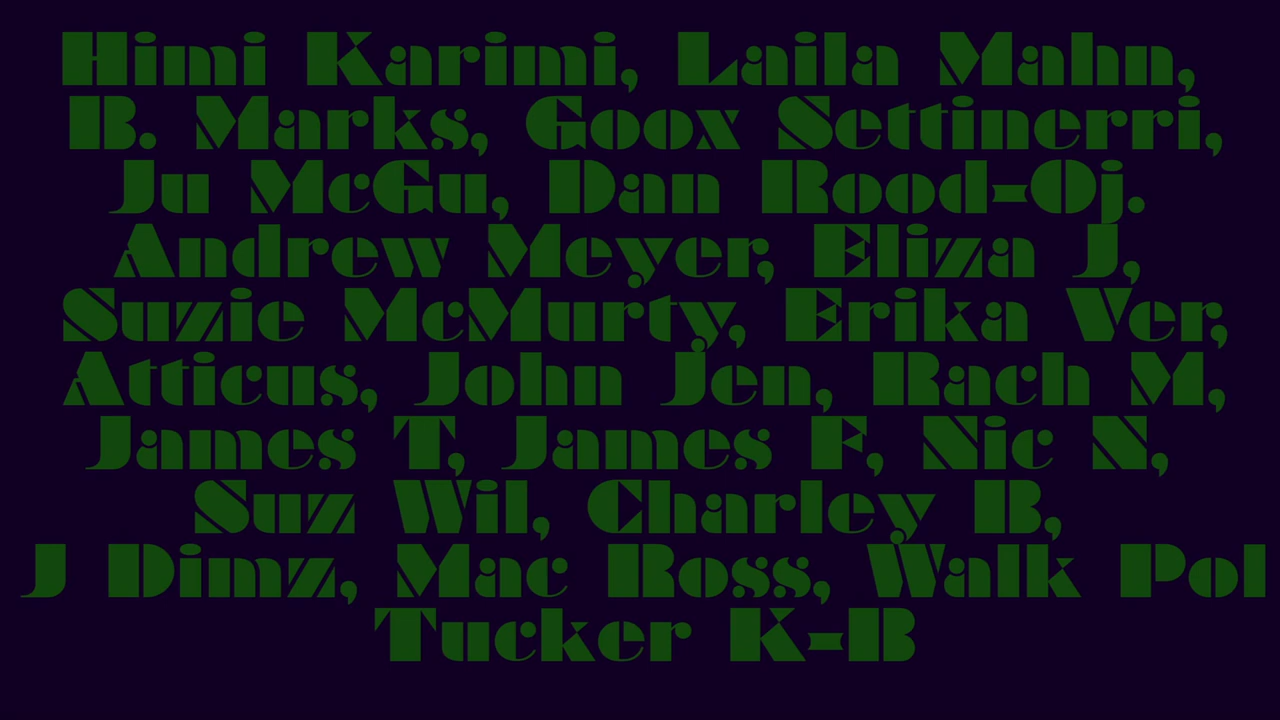 Himi Karimi, Laila Mahn,
B. Marks, Goox Settinerri,
Ju McGu, Dan Rood-Oj.
Andrew Meyer, Eliza J,
Suzie McMurty, Erika Ver,
Atticus, John Jen, Rach M,
James T, James F, Nic N,
Suz Wil, Charley B,
J Dimz, Mac Ross, Walk Pol
Tucker K-B